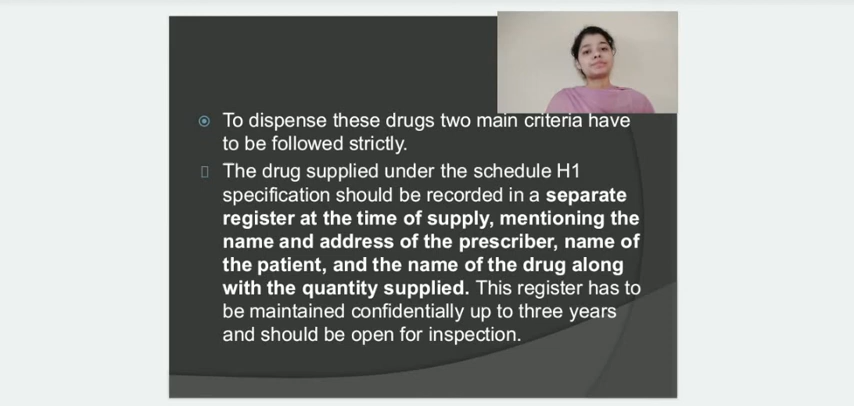 To dispense these drugs two main criteria have
to be followed strictly.
The drug supplied under the schedule H1
specification should be recorded in a separate
register at the time of supply, mentioning the
name and address of the prescriber, name of
the patient, and the name of the drug along
with the quantity supplied. This register has to
be maintained confidentially up to three years
and should be open for inspection.